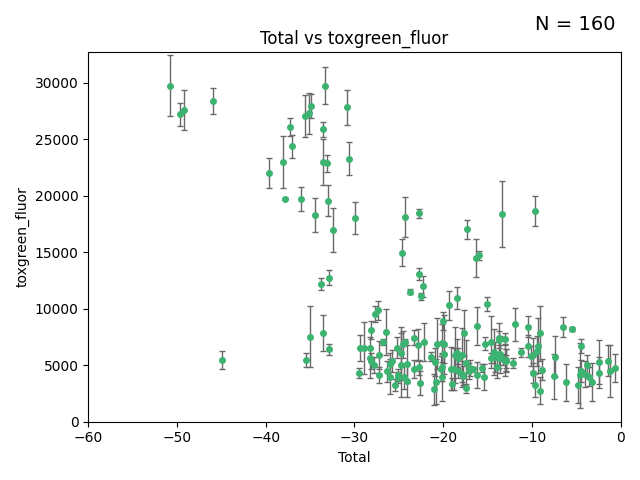 N = 160
Total vs toxgreen_fluor
30000
25000
20000
15000
10000
5000
0
toxgreen_fluor
−60 −50 −40 −30 −20 −10 0
Total